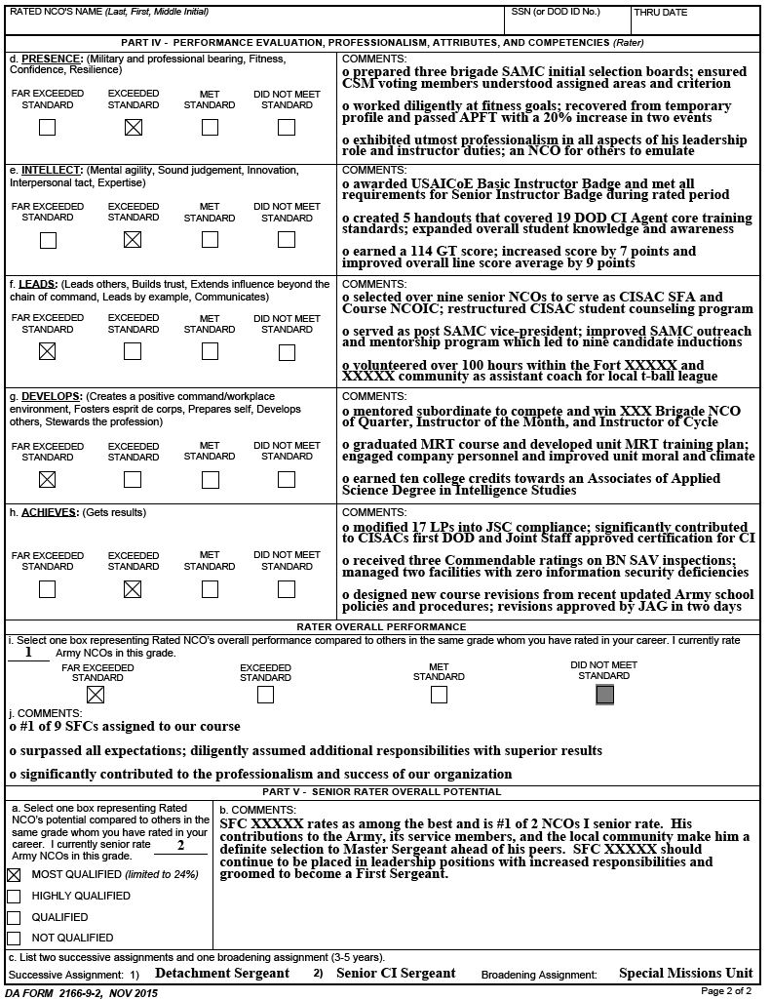 RATED NCO'S NAME (Last, First, Middle Initial)
SSN (or DOD ID No.)
THRU DATE
PART IV - PERFORMANCE EVALUATION, PROFESSIONALISM, ATTRIBUTES, AND COMPETENCIES (Rater)
d. PRESENCE: (Military and professional bearing, Fitness,
Confidence, Resilience)
FAR EXCEEDED STANDARD
EXCEEDED STANDARD
MET STANDARD
DID NOT MEET STANDARD
COMMENTS:
o prepared three brigade SAMC initial selection boards; ensured
CSM voting members understood assigned areas and criterion
o worked diligently at fitness goals; recovered from temporary
profile and passed APFT with a 20% increase in two events
o exhibited utmost professionalism in all aspects of his leadership
role and instructor duties; an NCO for others to emulate
e. INTELLECT: (Mental agility, Sound judgement, Innovation,
Interpersonal tact, Expertise)
FAR EXCEEDED STANDARD
EXCEEDED STANDARD
MET STANDARD
DID NOT MEET STANDARD
COMMENTS:
o awarded USAICoE Basic Instructor Badge and met all
requirements for Senior Instructor Badge during rated period
o created 5 handouts that covered 19 DOD CI Agent core training
standards; expanded overall student knowledge and awareness
o earned a 114 GT score; increased score by 7 points and
improved overall line score average by 9 points
f. LEADS: (Leads others, Builds trust, Extends influence beyond the
chain of command, Leads by example, Communicates)
FAR EXCEEDED STANDARD
EXCEEDED STANDARD
MET STANDARD
DID NOT MEET STANDARD
COMMENTS:
o selected over nine senior NCOs to serve as CISAC SFA and
Course NCOIC; restructured CISAC student counseling program
o served as post SAMC vice-president; improved SAMC outreach
and mentorship program which led to nine candidate inductions
o volunteered over 100 hours within the Fort XXXXX and
XXXXX community as assistant coach for local t-ball league
g. DEVELOPS: (Creates a positive command/workplace
environment, Fosters esprit de corps, Prepares self, Develops
others, Stewards the profession)
FAR EXCEEDED STANDARD
EXCEEDED STANDARD
MET STANDARD
DID NOT MEET STANDARD
COMMENTS:
o mentored subordinate to compete and win XXX Brigade NCO
of Quarter, Instructor of the Month, and Instructor of Cycle
o graduated MRT course and developed unit MRT training plan;
engaged company personnel and improved unit moral and climate
o earned ten college credits towards an Associates of Applied
Science Degree in Intelligence Studies
h. ACHIEVES: (Gets results)
FAR EXCEEDED STANDARD
EXCEEDED STANDARD
MET STANDARD
DID NOT MEET STANDARD
COMMENTS:
o modified 17 LPs into JSC compliance; significantly contributed
to CISACs first DOD and Joint Staff approved certification for CI
o received three Commendable ratings on BN SAV inspections;
managed two facilities with zero information security deficiencies
o designed new course revisions from recent updated Army school
policies and procedures; revisions approved by JAG in two days
RATER OVERALL PERFORMANCE
i. Select one box representing Rated NCO's overall performance compared to others in the same grade whom you have rated in your career. I currently rate
1 Army NCOs in this grade.
FAR EXCEEDED STANDARD
EXCEEDED STANDARD
MET STANDARD
DID NOT MEET STANDARD
j. COMMENTS:
o #1 of 9 SFCs assigned to our course
o surpassed all expectations; diligently assumed additional responsibilities with superior results
o significantly contributed to the professionalism and success of our organization
PART V - SENIOR RATER OVERALL POTENTIAL
a. Select one box representing Rated
NCO's potential compared to others in the
same grade whom you have rated in your
career. I currently senior rate 2
Army NCOs in this grade.
MOST QUALIFIED (limited to 24%)
HIGHLY QUALIFIED
QUALIFIED
NOT QUALIFIED
b. COMMENTS:
SFC XXXXX rates as among the best and is #1 of 2 NCOs I senior rate. His
contributions to the Army, its service members, and the local community make him a
definite selection to Master Sergeant ahead of his peers. SFC XXXXX should
continue to be placed in leadership positions with increased responsibilities and
groomed to become a First Sergeant.
c. List two successive assignments and one broadening assignment (3-5 years).
Successive Assignment: 1) Detachment Sergeant 2) Senior CI Sergeant Broadening Assignment: Special Missions Unit
DA FORM 2166-9-2, NOV 2015
Page 2 of 2